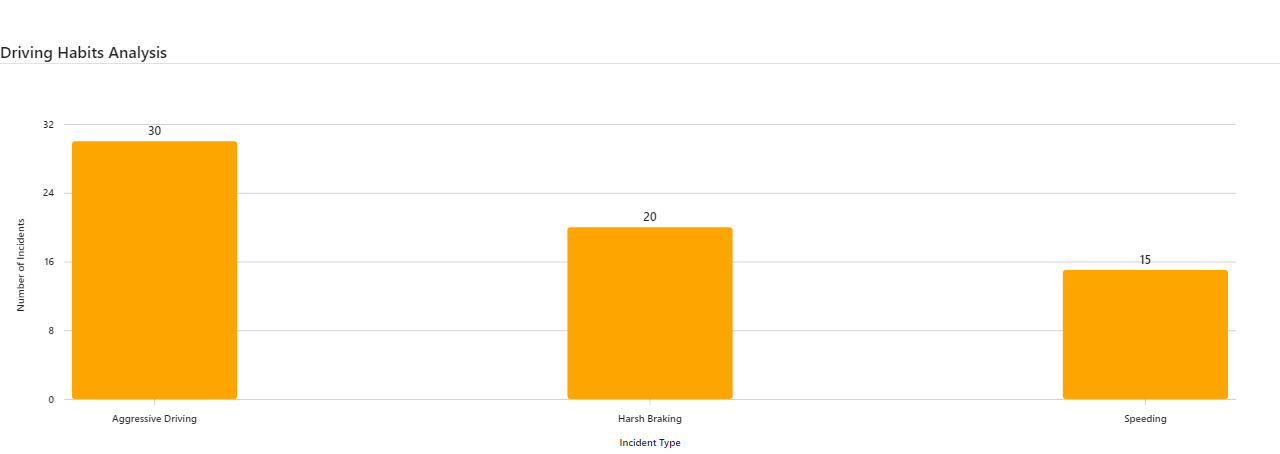 Driving Habits Analysis
32
24
16
8
0
Number of Incidents
30
20
15
Aggressive Driving
Harsh Braking
Speeding
Incident Type